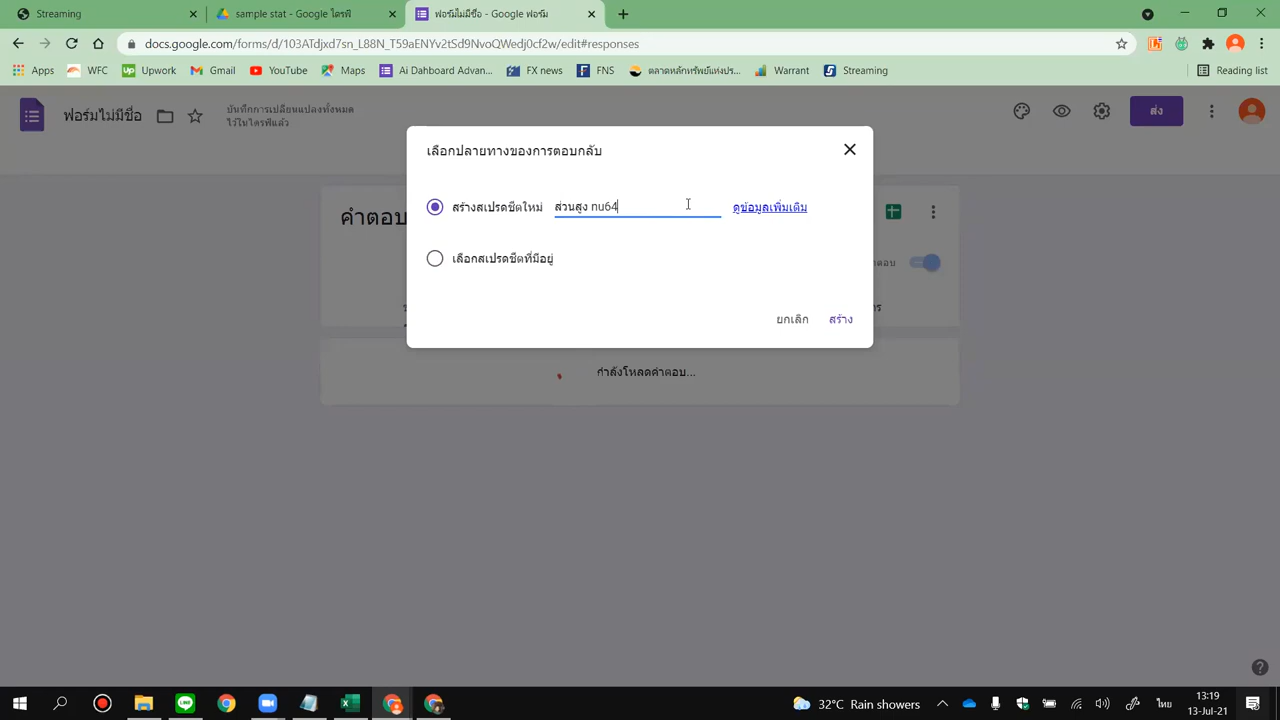 Streaming
sample stat - Google ไดรฟ์
ฟอร์มไม่มีชื่อ - Google ฟอร์ม
docs.google.com/forms/d/103ATdjxd7sn_L88N_T59aENYv2tSd9NvoQWedj0cf2w/edit#responses
Apps
WFC
Upwork
Gmail
YouTube
Maps
Ai Dahboard Advan...
FX news
FNS
ตลาดหลักทรัพย์แห่งปร...
Warrant
Streaming
Reading list
ฟอร์มไม่มีชื่อ
บันทึกการเปลี่ยนแปลงทั้งหมด
ไว้ในไดรฟ์แล้ว
ส่ง
เลือกปลายทางของการตอบกลับ
สร้างสเปรดชีตใหม่
ส่วนสูง nu64
ดูข้อมูลเพิ่มเติม
คำตอบ
เลือกสเปรดชีตที่มีอยู่
ยกเลิก
สร้าง
กำลังโหลดคำตอบ...
32°C Rain showers
ไทย
13:19
13-Jul-21